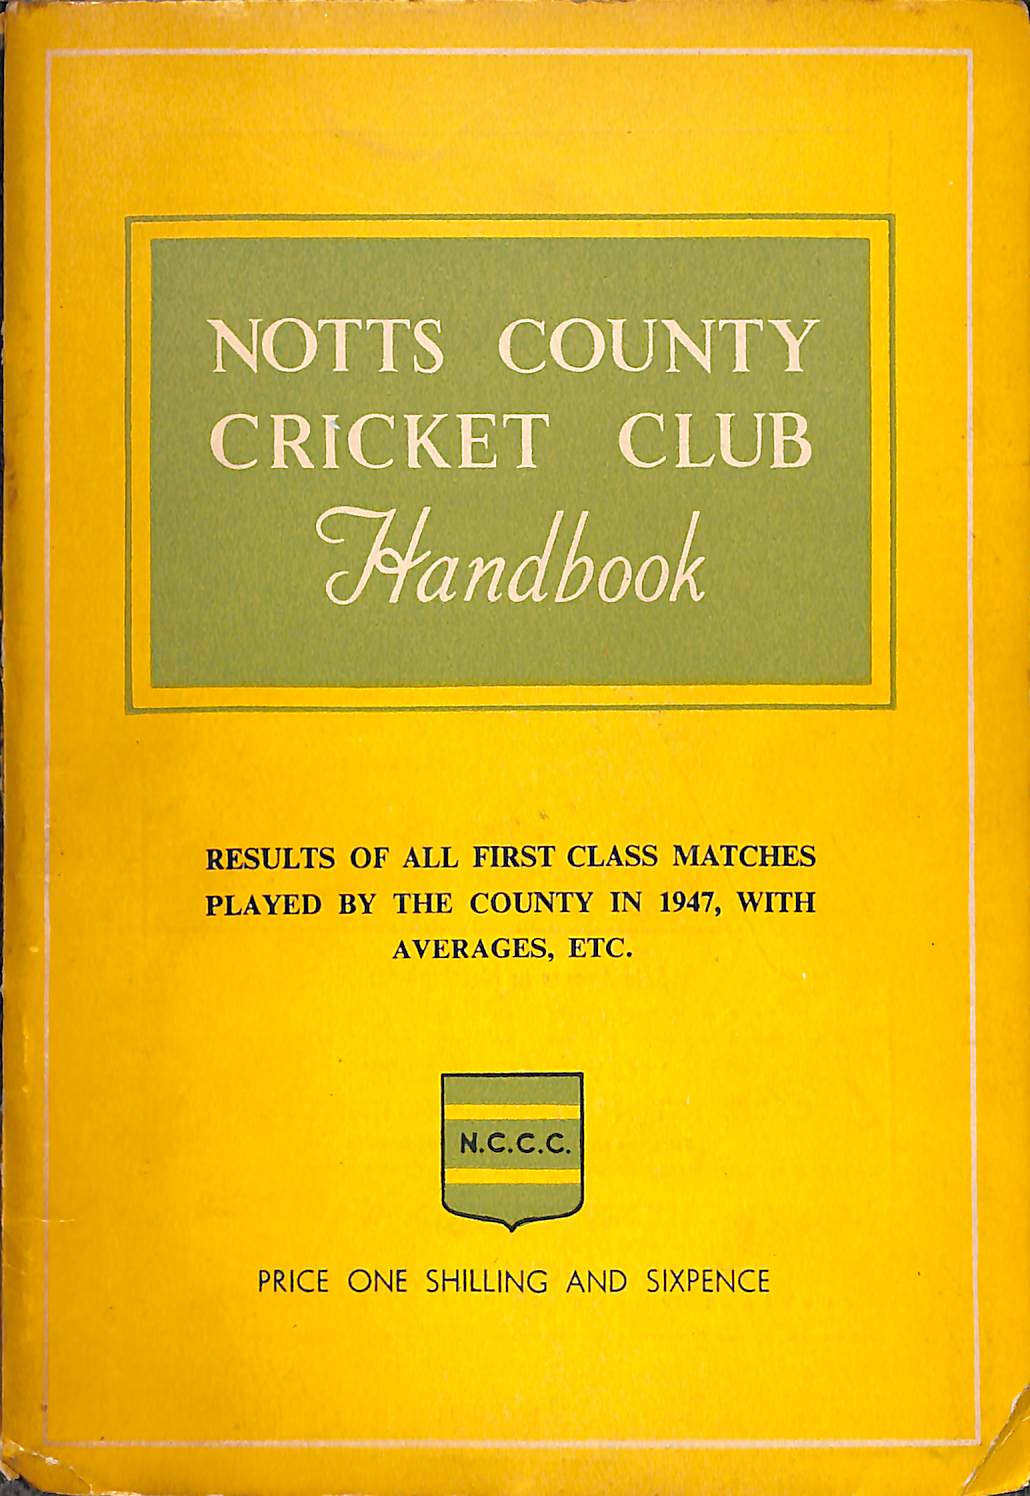 NOTTS COUNTY
CRICKET CLUB
Handbook
RESULTS OF ALL FIRST CLASS MATCHES
PLAYED BY THE COUNTY IN 1947, WITH
AVERAGES, ETC.
N.C.C.C.
PRICE ONE SHILLING AND SIXPENCE